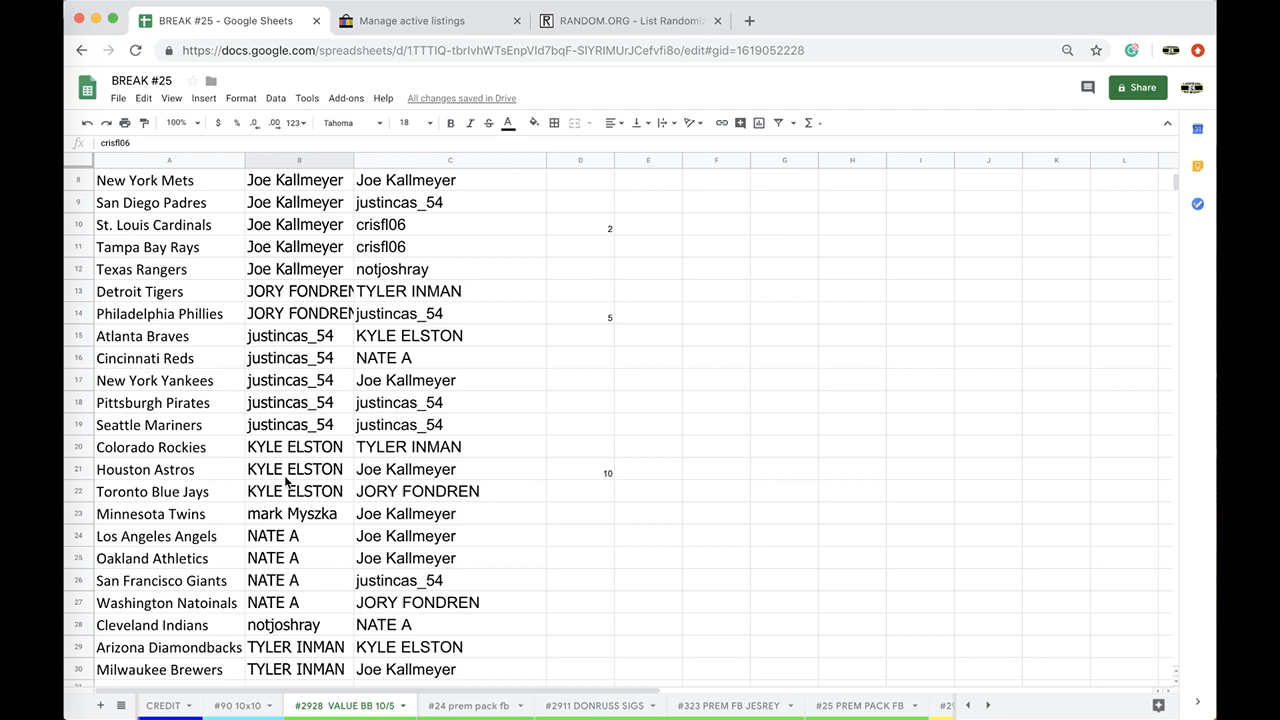 BREAK #25 - Google Sheets
Manage active listings
RANDOM.ORG - List Randomiz
BREAK #25
File Edit View Insert Format Data Tools Add-ons Help All changes saved in Drive
Share
100% $ % .0 .00 123 Tahoma 18 B I S A
fx crisfl06
A B C D E F G H I J K L
8 New York Mets Joe Kallmeyer Joe Kallmeyer
9 San Diego Padres Joe Kallmeyer justincas_54
10 St. Louis Cardinals Joe Kallmeyer crisfl06 2
11 Tampa Bay Rays Joe Kallmeyer crisfl06
12 Texas Rangers Joe Kallmeyer notjoshray
13 Detroit Tigers JORY FONDREN TYLER INMAN
14 Philadelphia Phillies JORY FONDREN justincas_54 5
15 Atlanta Braves justincas_54 KYLE ELSTON
16 Cincinnati Reds justincas_54 NATE A
17 New York Yankees justincas_54 Joe Kallmeyer
18 Pittsburgh Pirates justincas_54 justincas_54
19 Seattle Mariners justincas_54 justincas_54
20 Colorado Rockies KYLE ELSTON TYLER INMAN
21 Houston Astros KYLE ELSTON Joe Kallmeyer 10
22 Toronto Blue Jays KYLE ELSTON JORY FONDREN
23 Minnesota Twins mark Myszka Joe Kallmeyer
24 Los Angeles Angels NATE A Joe Kallmeyer
25 Oakland Athletics NATE A Joe Kallmeyer
26 San Francisco Giants NATE A justincas_54
27 Washington Natoinals NATE A JORY FONDREN
28 Cleveland Indians notjoshray NATE A
29 Arizona Diamondbacks TYLER INMAN KYLE ELSTON
30 Milwaukee Brewers TYLER INMAN Joe Kallmeyer
CREDIT #90 10x10 #2928 VALUE BB 10/5 #24 prem pack fb #2911 DONRUSS SIGS #323 PREM FB JESREY #25 PREM PACK FB